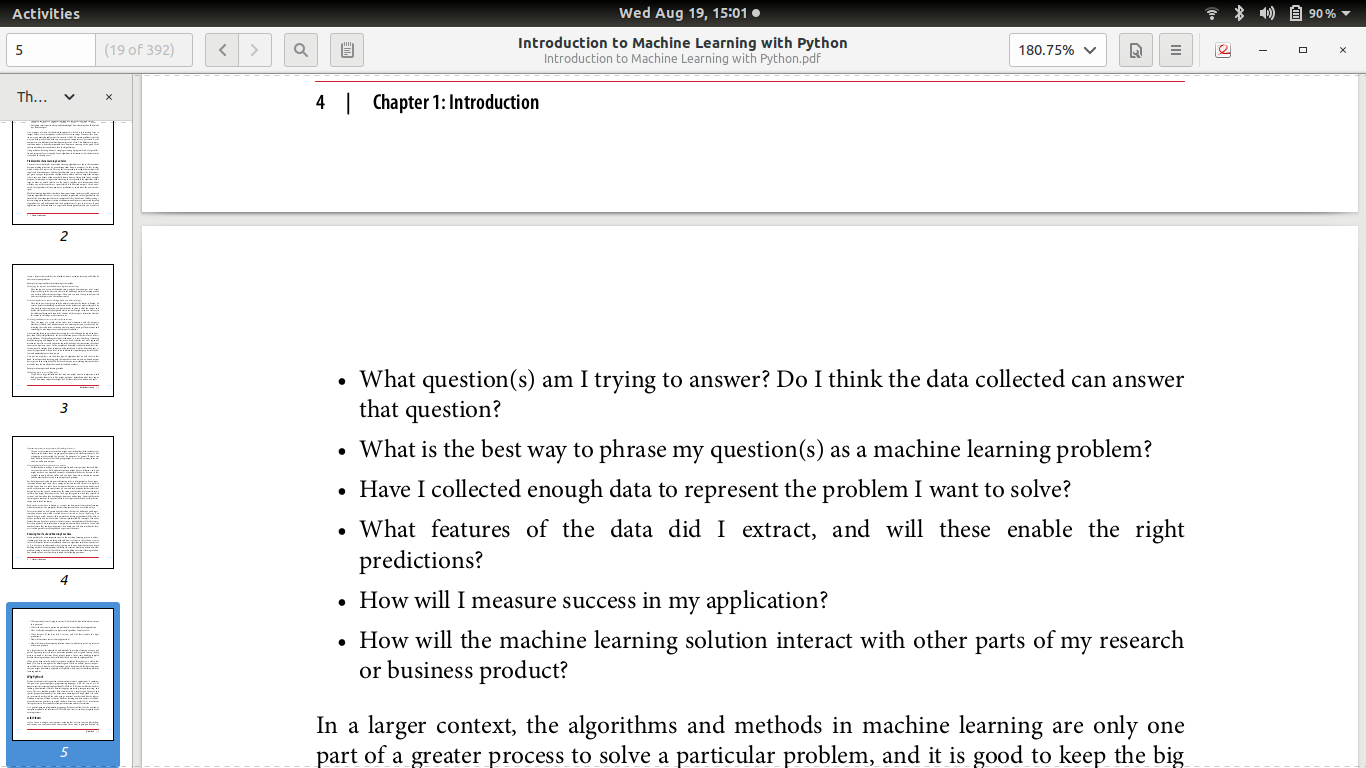 Activities
Wed Aug 19, 15:01
90%
5
(19 of 392)
Introduction to Machine Learning with Python
Introduction to Machine Learning with Python.pdf
180.75%
Th...
2
3
4
5
4 | Chapter 1: Introduction
• What question(s) am I trying to answer? Do I think the data collected can answer
that question?
• What is the best way to phrase my question(s) as a machine learning problem?
• Have I collected enough data to represent the problem I want to solve?
• What features of the data did I extract, and will these enable the right
predictions?
• How will I measure success in my application?
• How will the machine learning solution interact with other parts of my research
or business product?
In a larger context, the algorithms and methods in machine learning are only one
part of a greater process to solve a particular problem, and it is good to keep the big